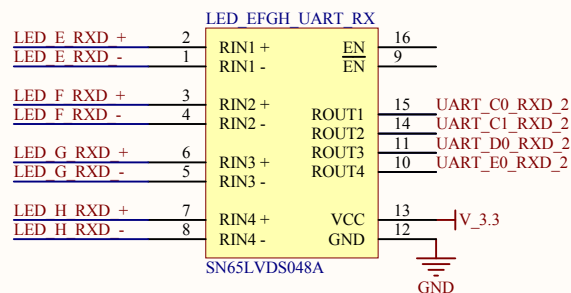 LED_EFGH_UART_RX
LED_E_RXD_+ 2 RIN1 + EN 16
LED_E_RXD_- 1 RIN1 - EN 9
LED_F_RXD_+ 3 RIN2 +
ROUT1 15 UART_C0_RXD_2
LED_F_RXD_- 4 RIN2 -
ROUT2 14 UART_C1_RXD_2
LED_G_RXD_+ 6 RIN3 + ROUT3 11 UART_D0_RXD_2
LED_G_RXD_- 5 RIN3 - ROUT4 10 UART_E0_RXD_2
LED_H_RXD_+ 7 RIN4 + VCC 13 V_3.3
LED_H_RXD_- 8 RIN4 - GND 12
SN65LVDS048A
GND